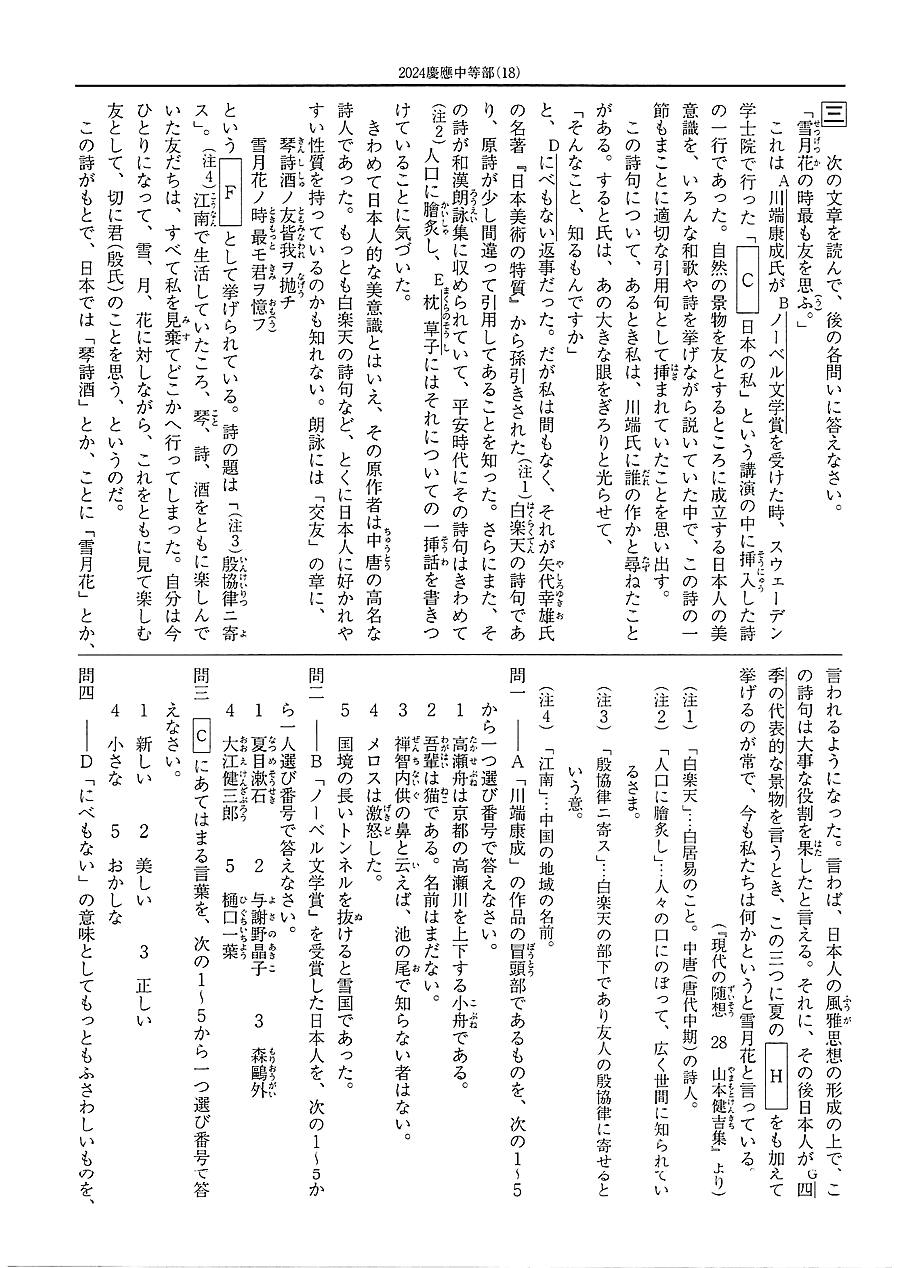 2024慶應中等部(18)
三　次の文章を読んで、後の各問いに答えなさい。
「雪月花の時最も友を思ふ。」
これは A川端康成氏が Bノーベル文学賞を受けた時、スウェーデン
学士院で行った「 C 日本の私」という講演の中に挿入した詩
の一行であった。自然の景物を友とするところに成立する日本人の美
意識を、いろんな和歌や詩を挙げながら説いていた中で、この詩の一
節もまことに適切な引用句として挿まれていたことを思い出す。
この詩句について、あるとき私は、川端氏に誰の作かと尋ねたこと
がある。すると氏は、あの大きな眼をぎろりと光らせて、
「そんなこと、知るもんですか」
と、Dにべもない返事だった。だが私は間もなく、それが矢代幸雄氏
の名著『日本美術の特質』から孫引きされた(注1)白楽天の詩句であ
り、原詩が少し間違って引用してあることを知った。さらにまた、そ
の詩が和漢朗詠集に収められていて、平安時代にその詩句はきわめて
(注2)人口に膾炙し、E枕草子にはそれについての一挿話を書きつ
けていることに気づいた。
きわめて日本人的な美意識とはいえ、その原作者は中唐の高名な
詩人であった。もっとも白楽天の詩句など、とくに日本人に好かれや
すい性質を持っているのかも知れない。朗詠には「交友」の章に、
琴詩酒ノ友皆我ヲ抛チ
雪月花ノ時最モ君ヲ憶フ
という F として挙げられている。詩の題は「(注3)殷協律ニ寄
ス」。(注4)江南で生活していたころ、琴、詩、酒をともに楽しんで
いた友だちは、すべて私を見棄てどこかへ行ってしまった。自分は今
ひとりになって、雪、月、花に対しながら、これをともに見て楽しむ
友として、切に君(殷氏)のことを思う、というのだ。
この詩がもとで、日本では「琴詩酒」とか、ことに「雪月花」とか、
言われるようになった。言わば、日本人の風雅思想の形成の上で、こ
の詩句は大事な役割を果したと言える。それに、その後日本人がG四
季の代表的な景物を言うとき、この三つに夏の H をも加えて
挙げるのが常で、今も私たちは何かというと雪月花と言っている。
(『現代の随想　28　山本健吉集』より)
(注1)　「白楽天」…白居易のこと。中唐(唐代中期)の詩人。
(注2)　「人口に膾炙し」…人々の口にのぼって、広く世間に知られてい
るさま。
(注3)　「殷協律ニ寄ス」…白楽天の部下であり友人の殷協律に寄せると
いう意。
(注4)　「江南」…中国の地域の名前。
問一　――A「川端康成」の作品の冒頭部であるものを、次の1～5
から一つ選び番号で答えなさい。
1　高瀬舟は京都の高瀬川を上下する小舟である。
2　吾輩は猫である。名前はまだない。
3　禅智内供の鼻と云えば、池の尾で知らない者はない。
4　メロスは激怒した。
5　国境の長いトンネルを抜けると雪国であった。
問二　――B「ノーベル文学賞」を受賞した日本人を、次の1～5か
ら一人選び番号で答えなさい。
1　夏目漱石　2　与謝野晶子　3　森鷗外
4　大江健三郎　5　樋口一葉
問三　C にあてはまる言葉を、次の1～5から一つ選び番号で答
えなさい。
1　新しい　2　美しい　3　正しい
4　小さな　5　おかしな
問四　――D「にべもない」の意味としてもっともふさわしいものを、